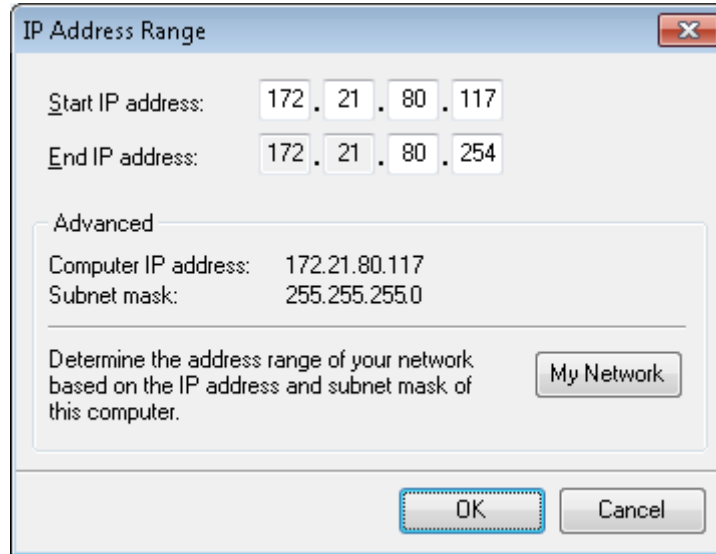 IP Address Range
Start IP address: 172 . 21 . 80 . 117
End IP address: 172 . 21 . 80 . 254
Advanced
Computer IP address: 172.21.80.117
Subnet mask: 255.255.255.0
Determine the address range of your network
based on the IP address and subnet mask of
this computer.
My Network
OK Cancel